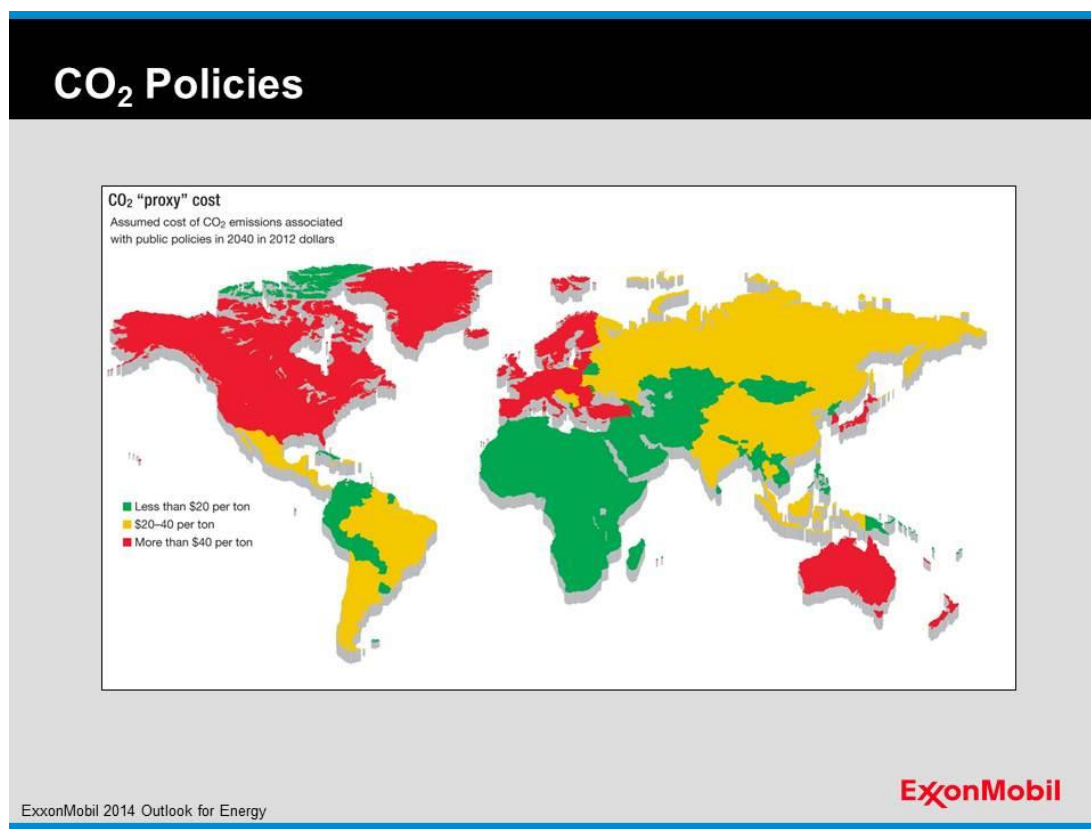 CO₂ Policies
CO₂ “proxy” cost
Assumed cost of CO₂ emissions associated
with public policies in 2040 in 2012 dollars
Less than $20 per ton
$20–40 per ton
More than $40 per ton
ExxonMobil
ExxonMobil 2014 Outlook for Energy